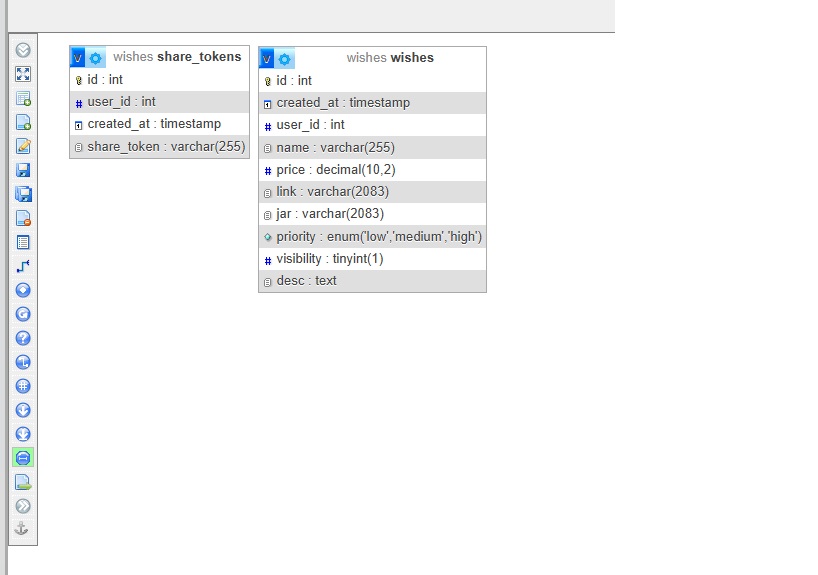 wishes share_tokens
id : int
user_id : int
created_at : timestamp
share_token : varchar(255)
wishes wishes
id : int
created_at : timestamp
user_id : int
name : varchar(255)
price : decimal(10,2)
link : varchar(2083)
jar : varchar(2083)
priority : enum('low','medium','high')
visibility : tinyint(1)
desc : text